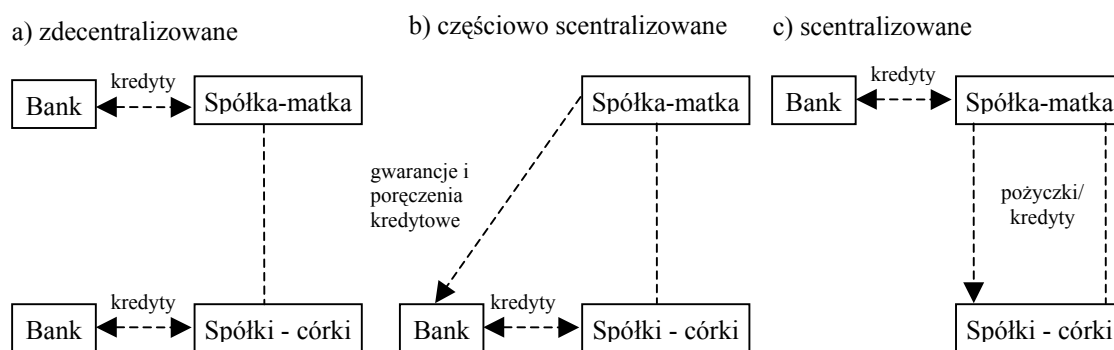 a) zdecentralizowane
kredyty
Bank
Spółka-matka
kredyty
Bank
Spółki - córki
b) częściowo scentralizowane
Spółka-matka
gwarancje i
poręczenia
kredytowe
kredyty
Bank
Spółki - córki
c) scentralizowane
kredyty
Bank
Spółka-matka
pożyczki/
kredyty
Spółki - córki